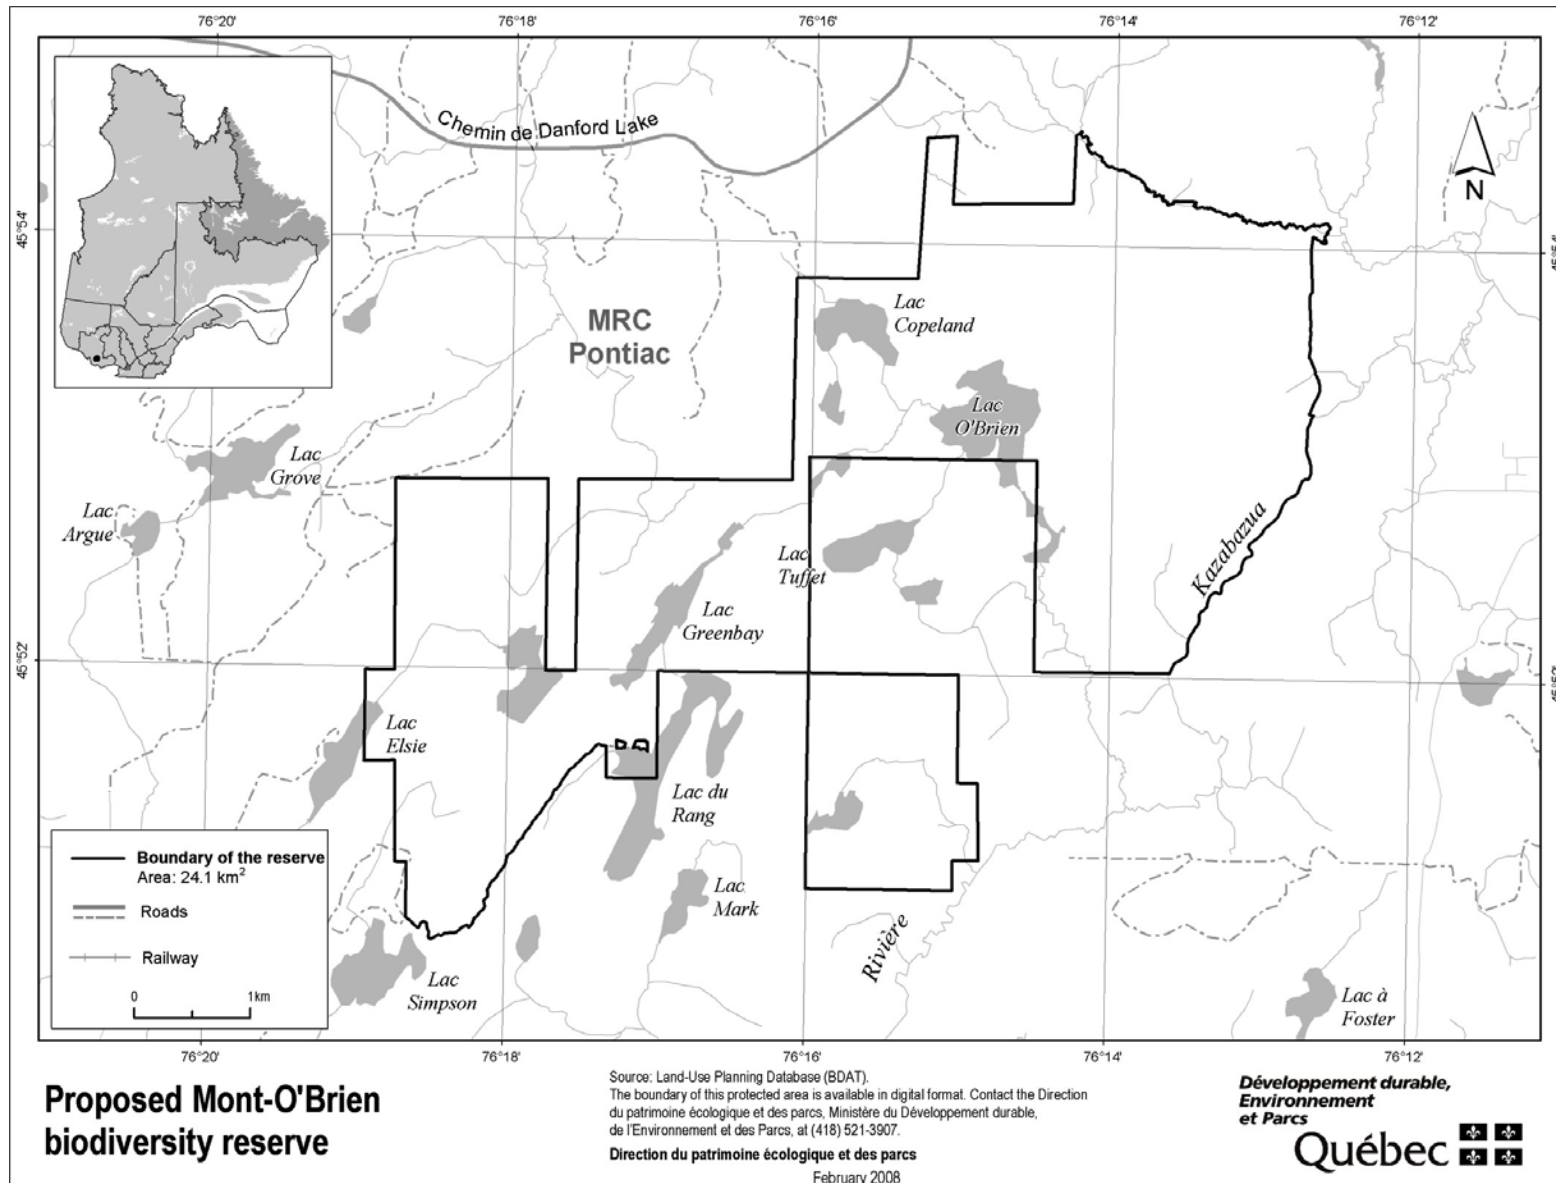 76°20'
76°18'
76°16'
76°14'
76°12'
Chemin de Danford Lake
N
45°54'
45°54'
MRC
Pontiac
Lac
Copeland
Lac
O'Brien
Lac
Grove
Lac
Argue
Kazabazua
Lac
Tuffet
Lac
Greenbay
45°52'
45°52'
Lac
Elsie
Lac du
Rang
Lac
Mark
Rivière
Lac
Simpson
Lac à
Foster
Boundary of the reserve
Area: 24.1 km²
Roads
Railway
0 1km
76°20'
76°18'
76°16'
76°14'
76°12'
Proposed Mont-O'Brien
biodiversity reserve
Source: Land-Use Planning Database (BDAT).
The boundary of this protected area is available in digital format. Contact the Direction
du patrimoine écologique et des parcs, Ministère du Développement durable,
de l'Environnement et des Parcs, at (418) 521-3907.
Direction du patrimoine écologique et des parcs
February 2008
Développement durable,
Environnement
et Parcs
Québec